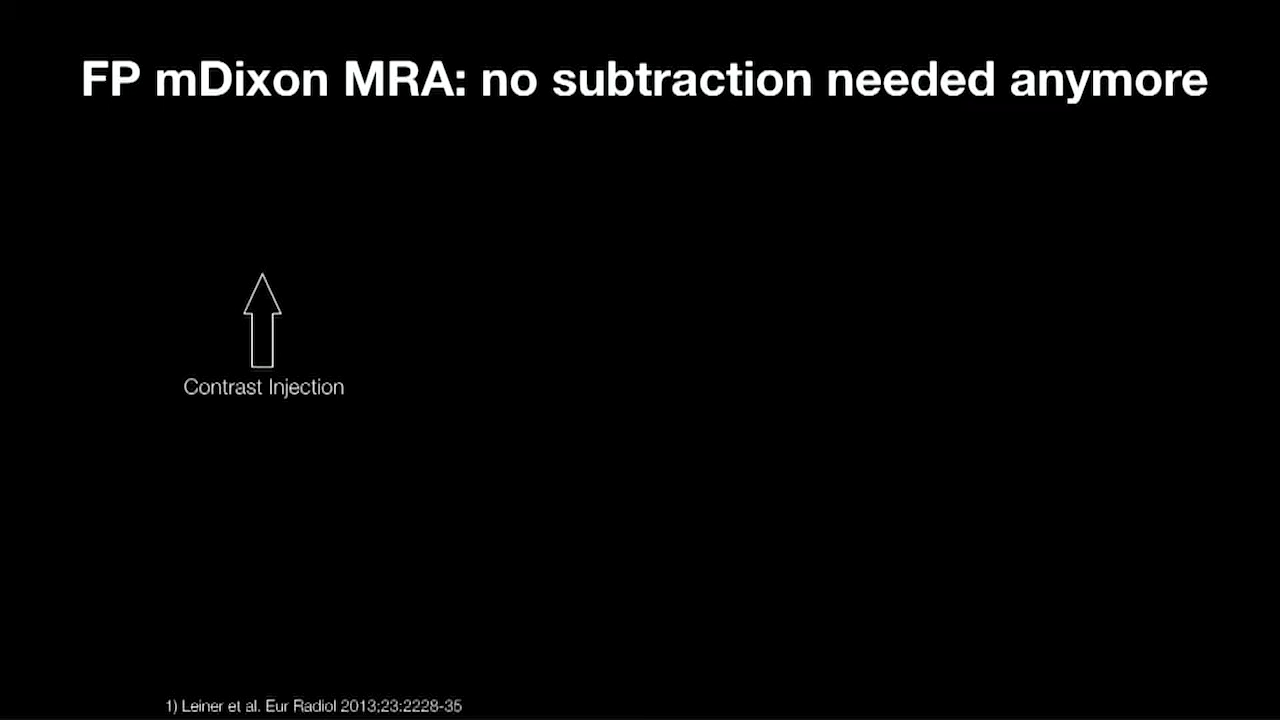 FP mDixon MRA: no subtraction needed anymore
Contrast Injection
1) Leiner et al. Eur Radiol 2013;23:2228-35